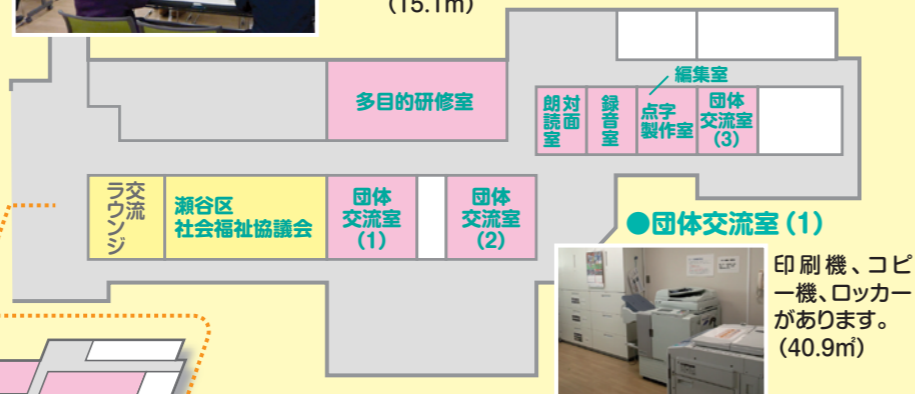 (15.1㎡)
多目的研修室
編集室
対面
朗読室
録音室
点字
製作室
団体
交流室
(3)
交流
ラウンジ
瀬谷区
社会福祉協議会
団体
交流室
(1)
団体
交流室
(2)
●団体交流室(1)
印刷機、コピ
ー機、ロッカー
があります。
(40.9㎡)